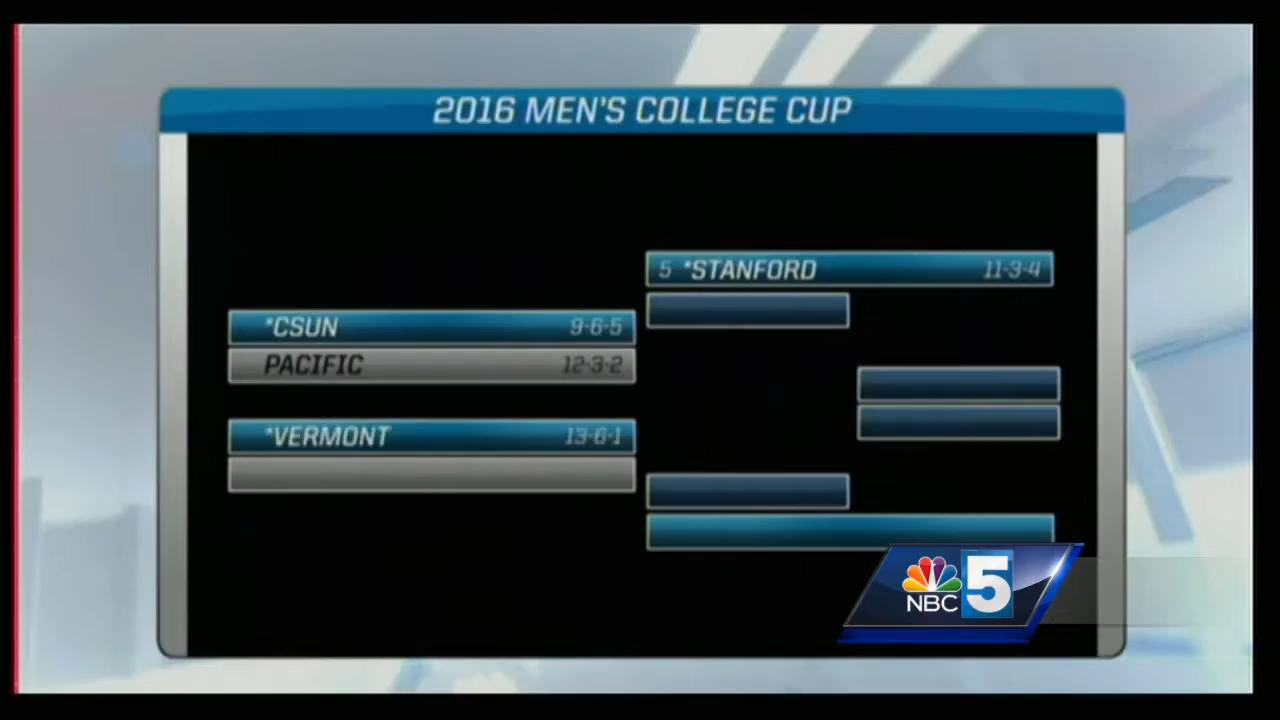 2016 MEN'S COLLEGE CUP
5 *STANFORD 11-3-4
*CSUN 9-6-5
PACIFIC 12-3-2
*VERMONT 13-6-1
NBC 5